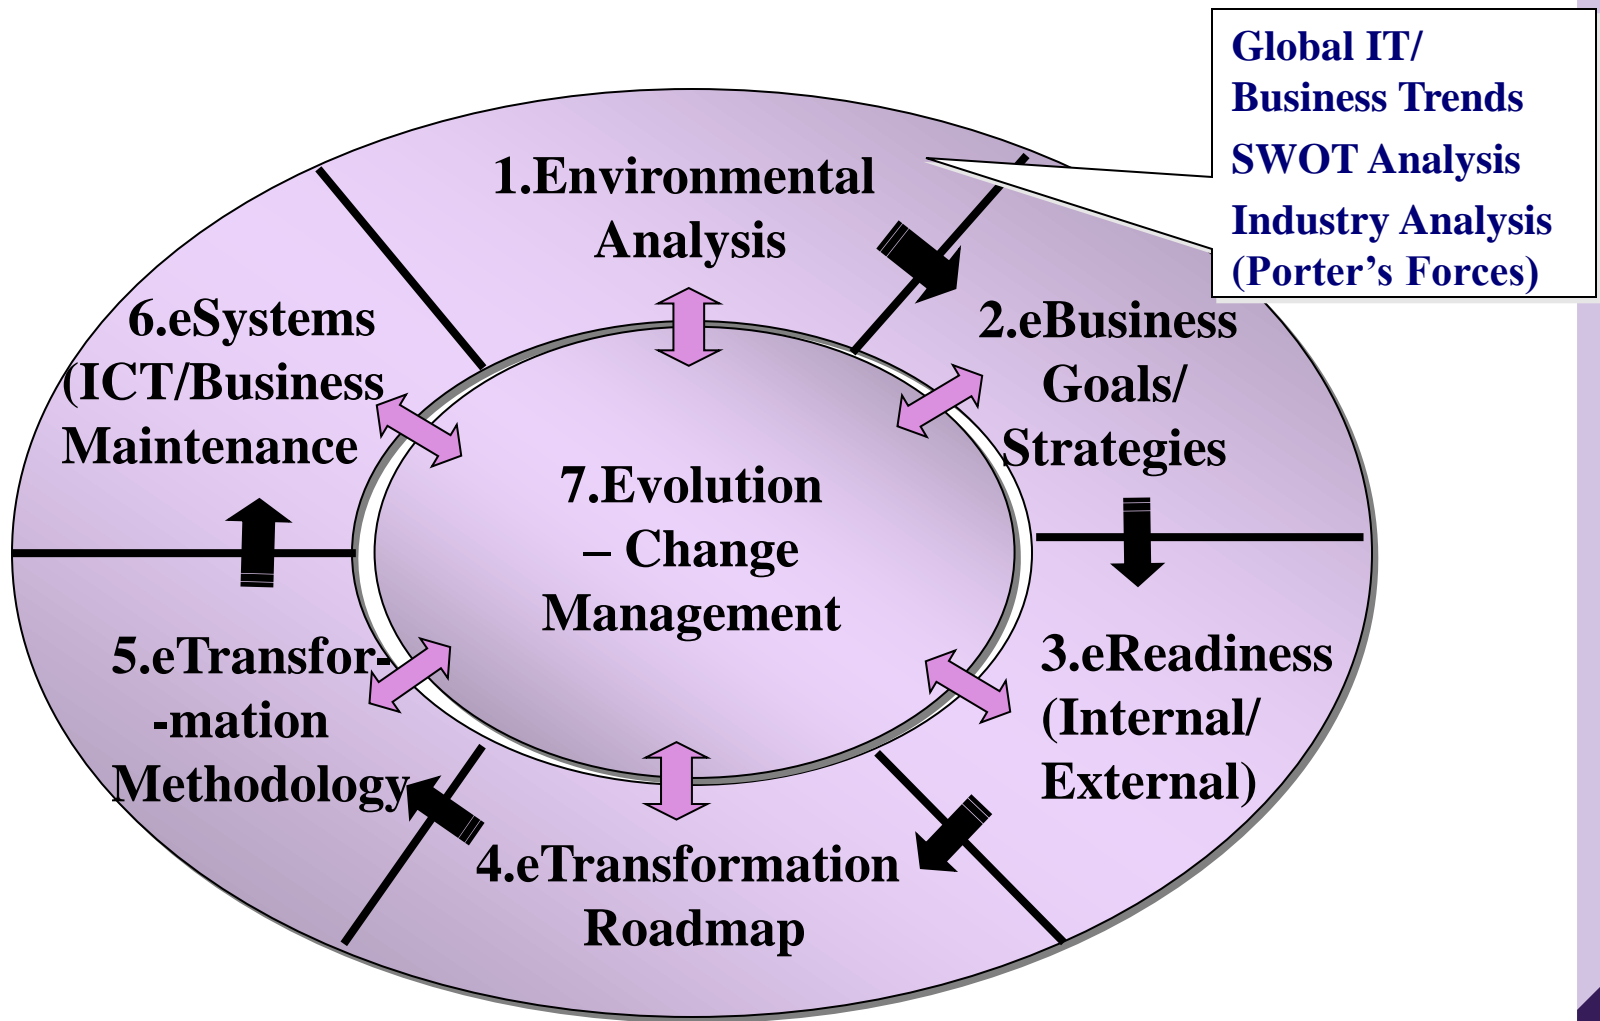 Global IT/
Business Trends
SWOT Analysis
Industry Analysis
(Porter’s Forces)
1.Environmental
Analysis
2.eBusiness
Goals/
Strategies
3.eReadiness
(Internal/
External)
4.eTransformation
Roadmap
5.eTransfor-
-mation
Methodology
6.eSystems
(ICT/Business
Maintenance
7.Evolution
– Change
Management